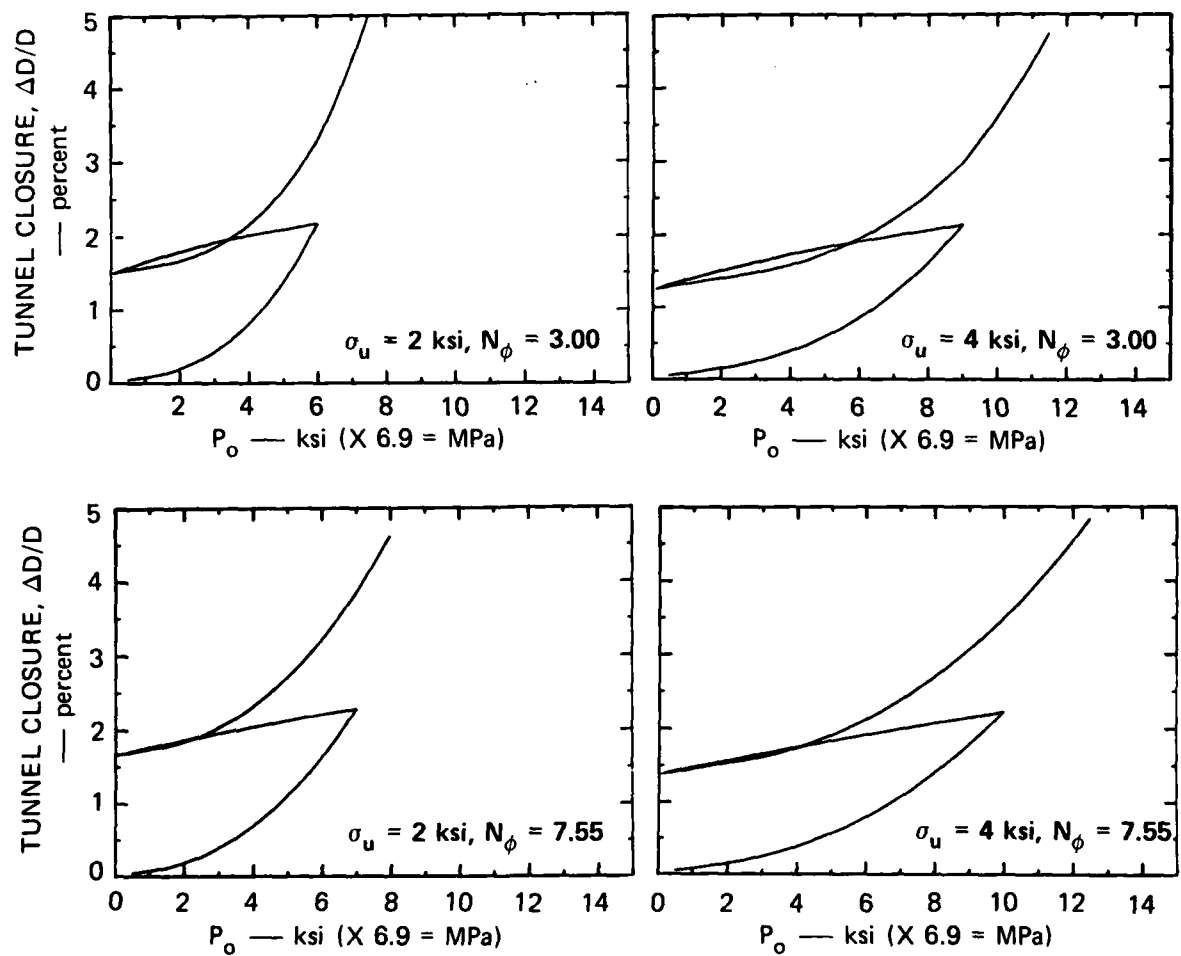 TUNNEL CLOSURE, ΔD/D
— percent
5
4
3
2
1
0
σu = 2 ksi, Nϕ = 3.00
2 4 6 8 10 12 14
Po — ksi (X 6.9 = MPa)
σu = 4 ksi, Nϕ = 3.00
0 2 4 6 8 10 12 14
Po — ksi (X 6.9 = MPa)
TUNNEL CLOSURE, ΔD/D
— percent
5
4
3
2
1
0
σu = 2 ksi, Nϕ = 7.55
0 2 4 6 8 10 12 14
Po — ksi (X 6.9 = MPa)
σu = 4 ksi, Nϕ = 7.55
0 2 4 6 8 10 12 14
Po — ksi (X 6.9 = MPa)